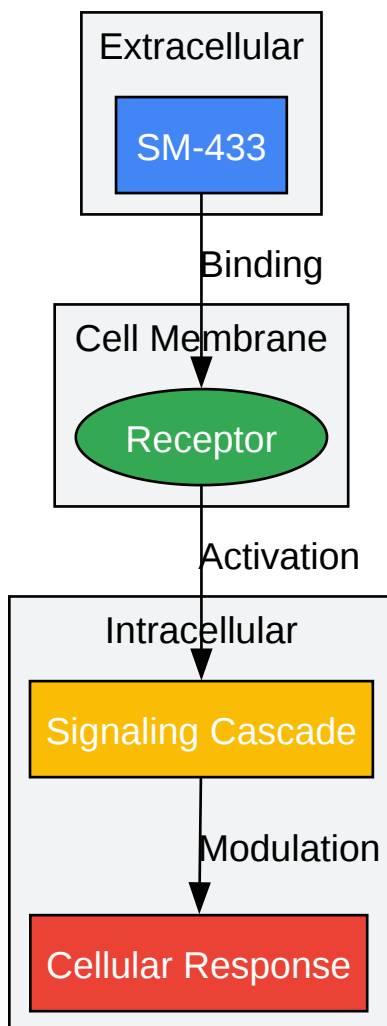 Extracellular
SM-433
Binding
Cell Membrane
Receptor
Activation
Intracellular
Signaling Cascade
Modulation
Cellular Response